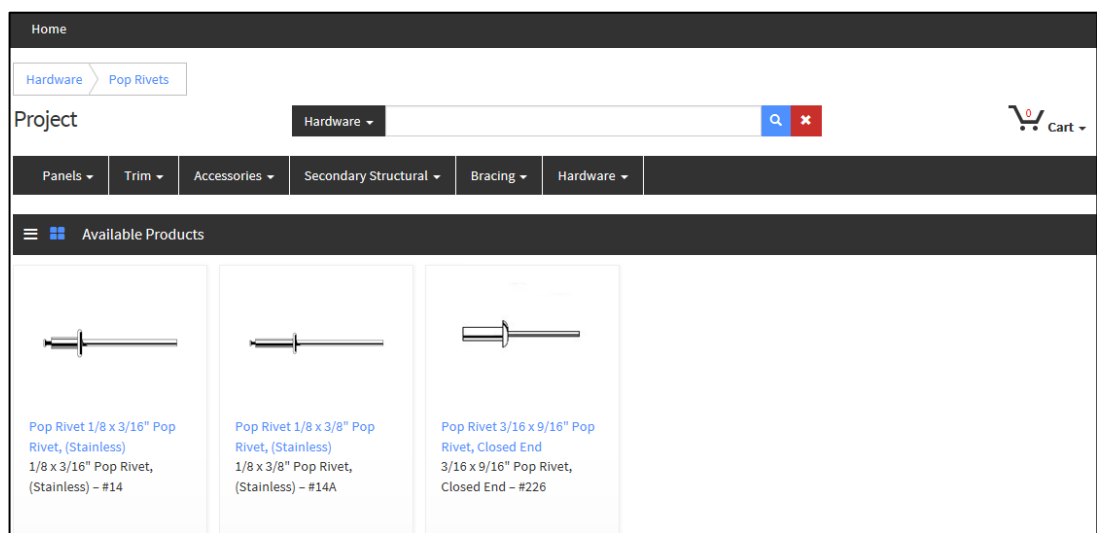 Home
Hardware Pop Rivets
Project
Hardware
0
Cart
Panels Trim Accessories Secondary Structural Bracing Hardware
Available Products
Pop Rivet 1/8 x 3/16" Pop
Rivet, (Stainless)
1/8 x 3/16" Pop Rivet,
(Stainless) – #14
Pop Rivet 1/8 x 3/8" Pop
Rivet, (Stainless)
1/8 x 3/8" Pop Rivet,
(Stainless) – #14A
Pop Rivet 3/16 x 9/16" Pop
Rivet, Closed End
3/16 x 9/16" Pop Rivet,
Closed End – #226